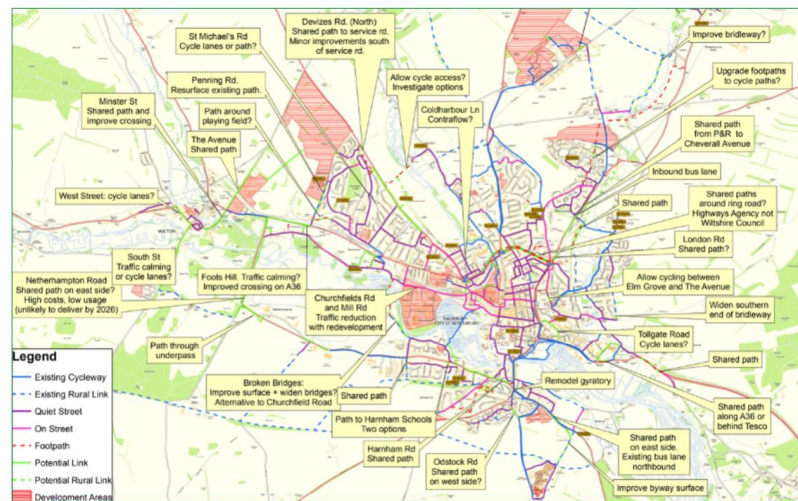 St Michael's Rd
Cycle lanes or path?
Devizes Rd. (North)
Shared path to service rd.
Minor improvements south
of service rd.
Improve bridleway?
Penning Rd.
Resurface existing path.
Allow cycle access?
Investigate options
Upgrade footpaths
to cycle paths?
Minster St
Shared path and
improve crossing
Path around
playing field?
Coldharbour Ln
Contraflow?
Shared path
from P&R to
Cheverall Avenue
The Avenue
Shared path
Inbound bus lane
West Street: cycle lanes?
Shared path
Shared paths
around ring road?
Highways Agency not
Wiltshire Council
WILTON
London Rd
Shared path?
South St
Traffic calming
or cycle lanes?
Netherhampton Road
Shared path on east side?
High costs, low usage
(unlikely to deliver by 2026)
Foots Hill. Traffic calming?
Improved crossing on A36
Allow cycling between
Elm Grove and The Avenue
Churchfields Rd
and Mill Rd
Traffic reduction
with redevelopment
SALISBURY
Widen southern
end of bridleway
Path through
underpass
Tollgate Road
Cycle lanes?
Shared path
Broken Bridges:
Improve surface + widen bridges?
Alternative to Churchfield Road
Shared path
Remodel gyratory
Path to Harnham Schools
Two options
Shared path
along A36 or
behind Tesco
Harnham Rd
Shared path
Odstock Rd
Shared path
on west side?
Shared path
on east side.
Existing bus lane
northbound
Improve byway surface
Legend
Existing Cycleway
Existing Rural Link
Quiet Street
On Street
Footpath
Potential Link
Potential Rural Link
Development Areas